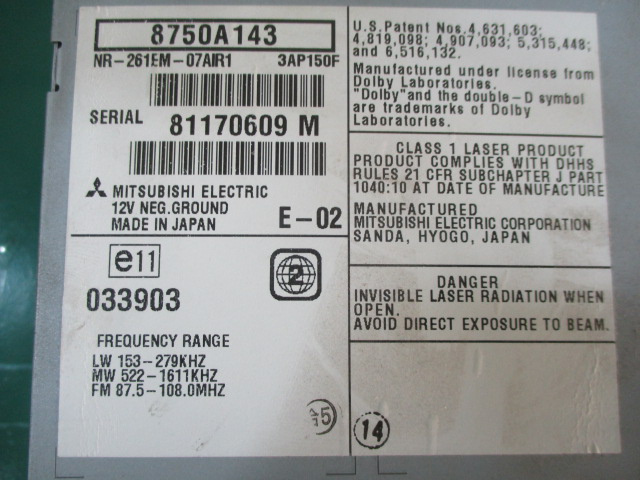 8750A143
NR-261EM-07AIR1 3AP150F
SERIAL 81170609 M
MITSUBISHI ELECTRIC
12V NEG.GROUND
MADE IN JAPAN E-02
e11
2
033903
FREQUENCY RANGE
LW 153-279KHZ
MW 522-1611KHZ
FM 87.5-108.0MHZ
U.S.Patent Nos.4,631,603;
4,819,098; 4,907,093; 5,315,448;
and 6,516,132.
Manufactured under license from
Dolby Laboratories.
"Dolby"and the double-D symbol
are trademarks of Dolby
Laboratories.
CLASS 1 LASER PRODUCT
PRODUCT COMPLIES WITH DHHS
RULES 21 CFR SUBCHAPTER J PART
1040:10 AT DATE OF MANUFACTURE
MANUFACTURED
MITSUBISHI ELECTRIC CORPORATION
SANDA, HYOGO, JAPAN
DANGER
INVISIBLE LASER RADIATION WHEN
OPEN.
AVOID DIRECT EXPOSURE TO BEAM.
14